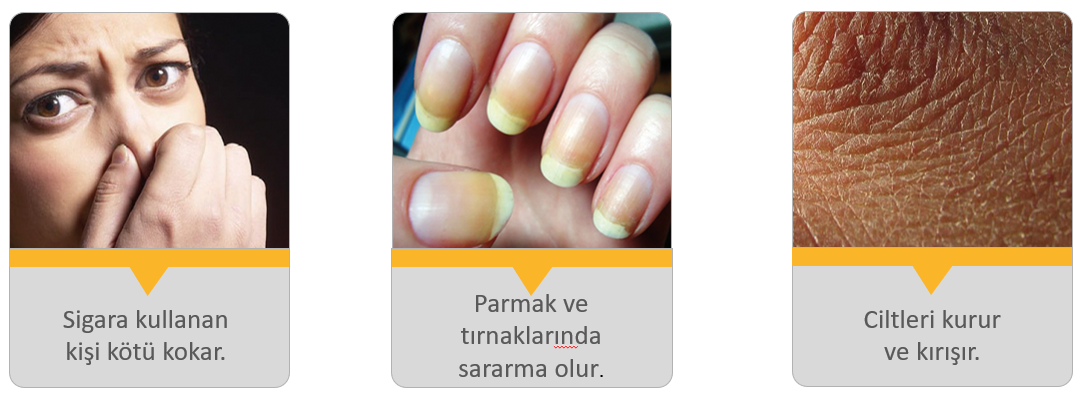 Sigara kullanan
kişi kötü kokar.
Parmak ve
tırnaklarında
sararma olur.
Ciltleri kurur
ve kırışır.